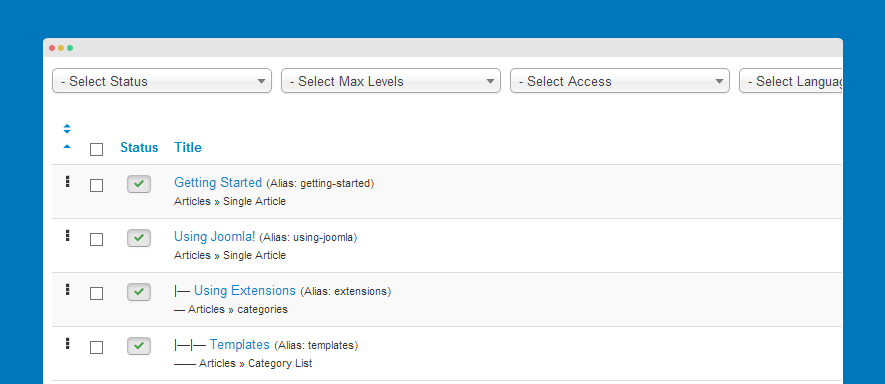 - Select Status - Select Max Levels - Select Access - Select Languag
Status Title
Getting Started (Alias: getting-started)
Articles » Single Article
Using Joomla! (Alias: using-joomla)
Articles » Single Article
|— Using Extensions (Alias: extensions)
— Articles » categories
|—|— Templates (Alias: templates)
—— Articles » Category List